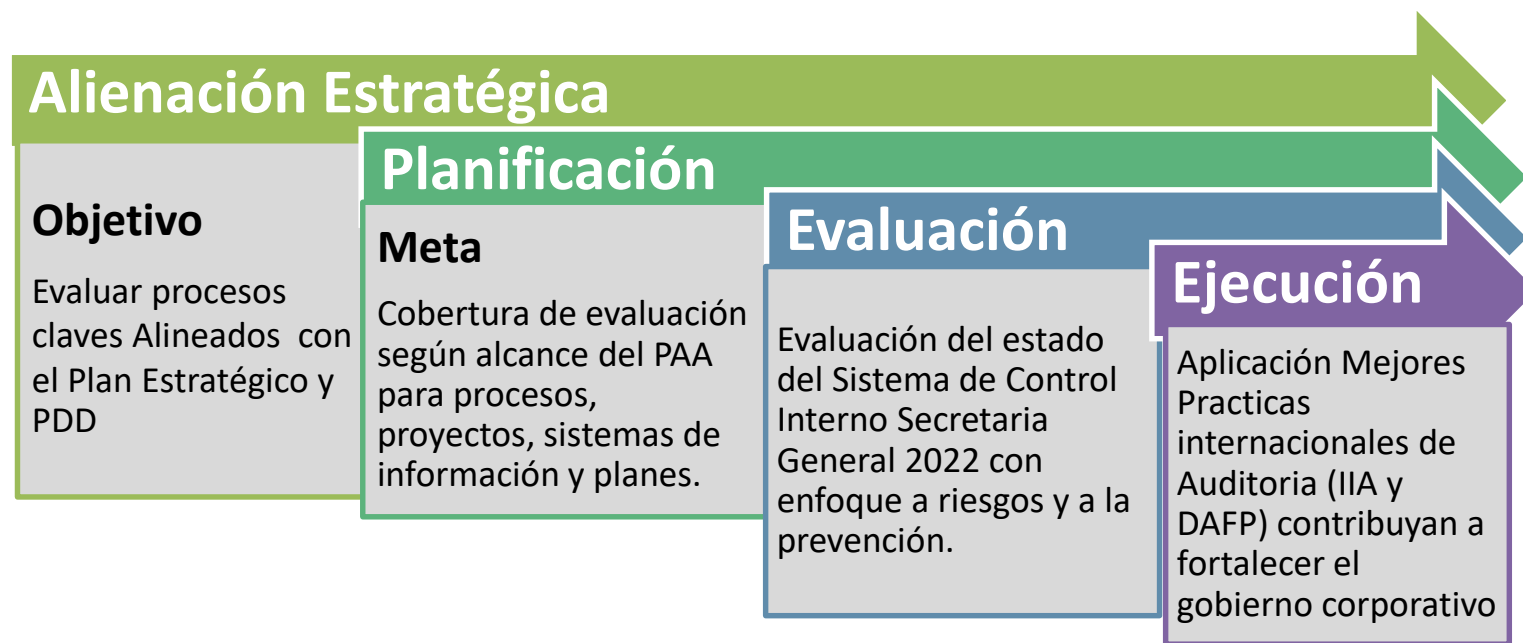 Alienación Estratégica
Objetivo
Evaluar procesos
claves Alineados con
el Plan Estratégico y
PDD
Planificación
Meta
Cobertura de evaluación
según alcance del PAA
para procesos,
proyectos, sistemas de
información y planes.
Evaluación
Evaluación del estado
del Sistema de Control
Interno Secretaria
General 2022 con
enfoque a riesgos y a la
prevención.
Ejecución
Aplicación Mejores
Practicas
internacionales de
Auditoria (IIA y
DAFP) contribuyan a
fortalecer el
gobierno corporativo